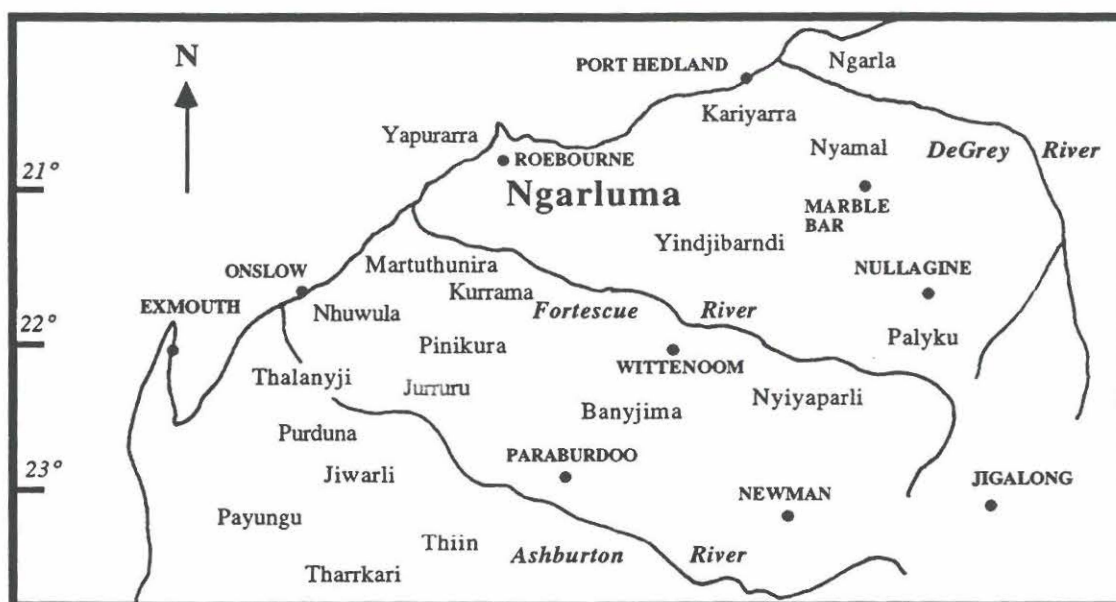 N
PORT HEDLAND
Ngarla
Kariyarra
Yapurarra
ROEBOURNE
Nyamal
DeGrey River
21°
Ngarluma
MARBLE
BAR
Yindjibarndi
Martuthunira
ONSLOW
Kurrama
NULLAGINE
EXMOUTH
Nhuwula
Fortescue River
22°
Pinikura
WITTENOOM
Palyku
Thalanyji
Jurruru
Nyiyaparli
Banyjima
Purduna
23°
Jiwarli
PARABURDOO
NEWMAN
JIGALONG
Payungu
Thiin
Ashburton River
Tharrkari